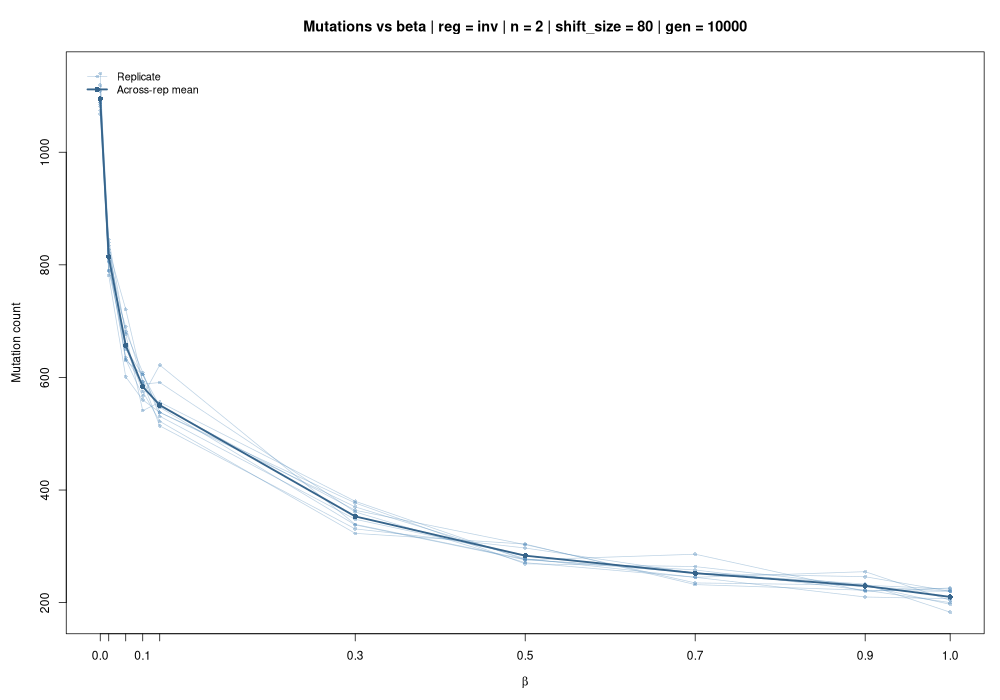 Mutations vs beta | reg = inv | n = 2 | shift_size = 80 | gen = 10000
Replicate
Across-rep mean
Mutation count
1000
800
600
400
200
0.0 0.1 0.3 0.5 0.7 0.9 1.0
β